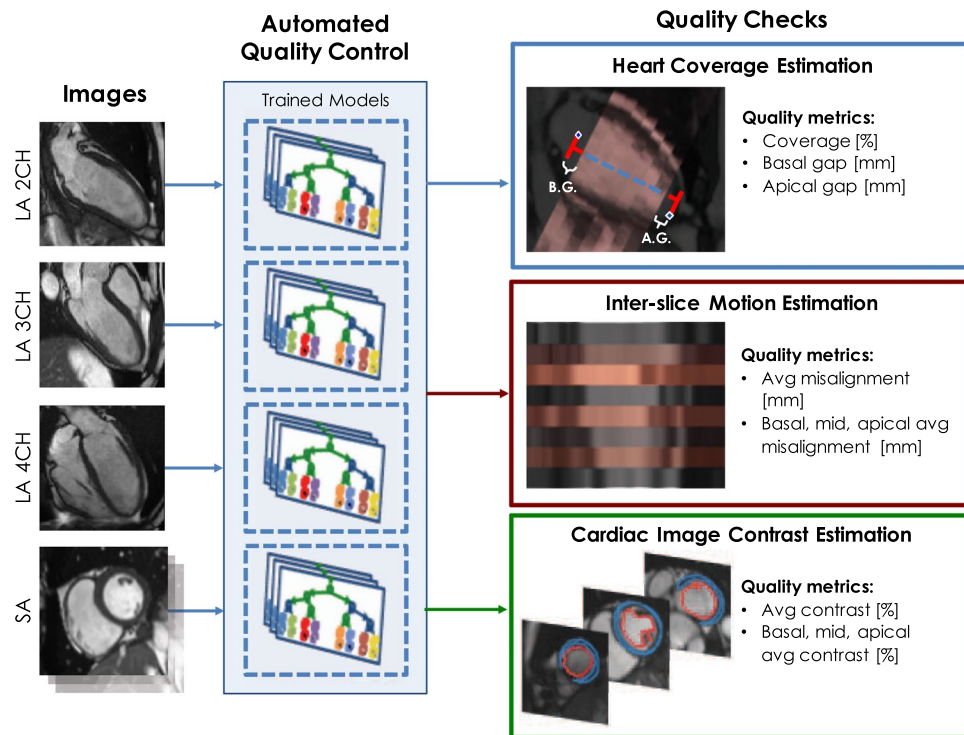 Images
LA 2CH
LA 3CH
LA 4CH
SA
Automated
Quality Control
Trained Models
Quality Checks
Heart Coverage Estimation
B.G.
A.G.
Quality metrics:
• Coverage [%]
• Basal gap [mm]
• Apical gap [mm]
Inter-slice Motion Estimation
Quality metrics:
• Avg misalignment
[mm]
• Basal, mid, apical avg
misalignment [mm]
Cardiac Image Contrast Estimation
Quality metrics:
• Avg contrast [%]
• Basal, mid, apical
avg contrast [%]